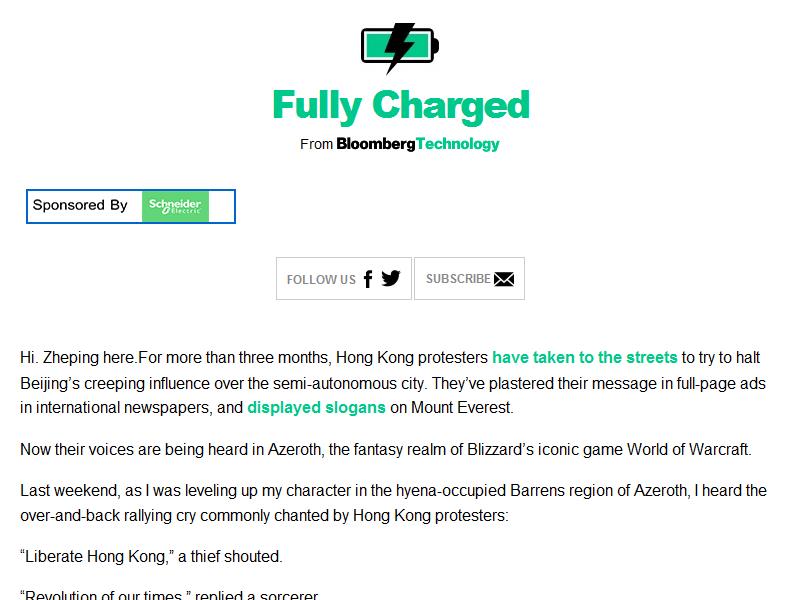 Fully Charged
From BloombergTechnology
Sponsored By Schneider Electric
FOLLOW US SUBSCRIBE
Hi. Zheping here.For more than three months, Hong Kong protesters have taken to the streets to try to halt
Beijing’s creeping influence over the semi-autonomous city. They’ve plastered their message in full-page ads
in international newspapers, and displayed slogans on Mount Everest.
Now their voices are being heard in Azeroth, the fantasy realm of Blizzard’s iconic game World of Warcraft.
Last weekend, as I was leveling up my character in the hyena-occupied Barrens region of Azeroth, I heard the
over-and-back rallying cry commonly chanted by Hong Kong protesters:
“Liberate Hong Kong,” a thief shouted.
“Revolution of our times,” replied a sorcerer.